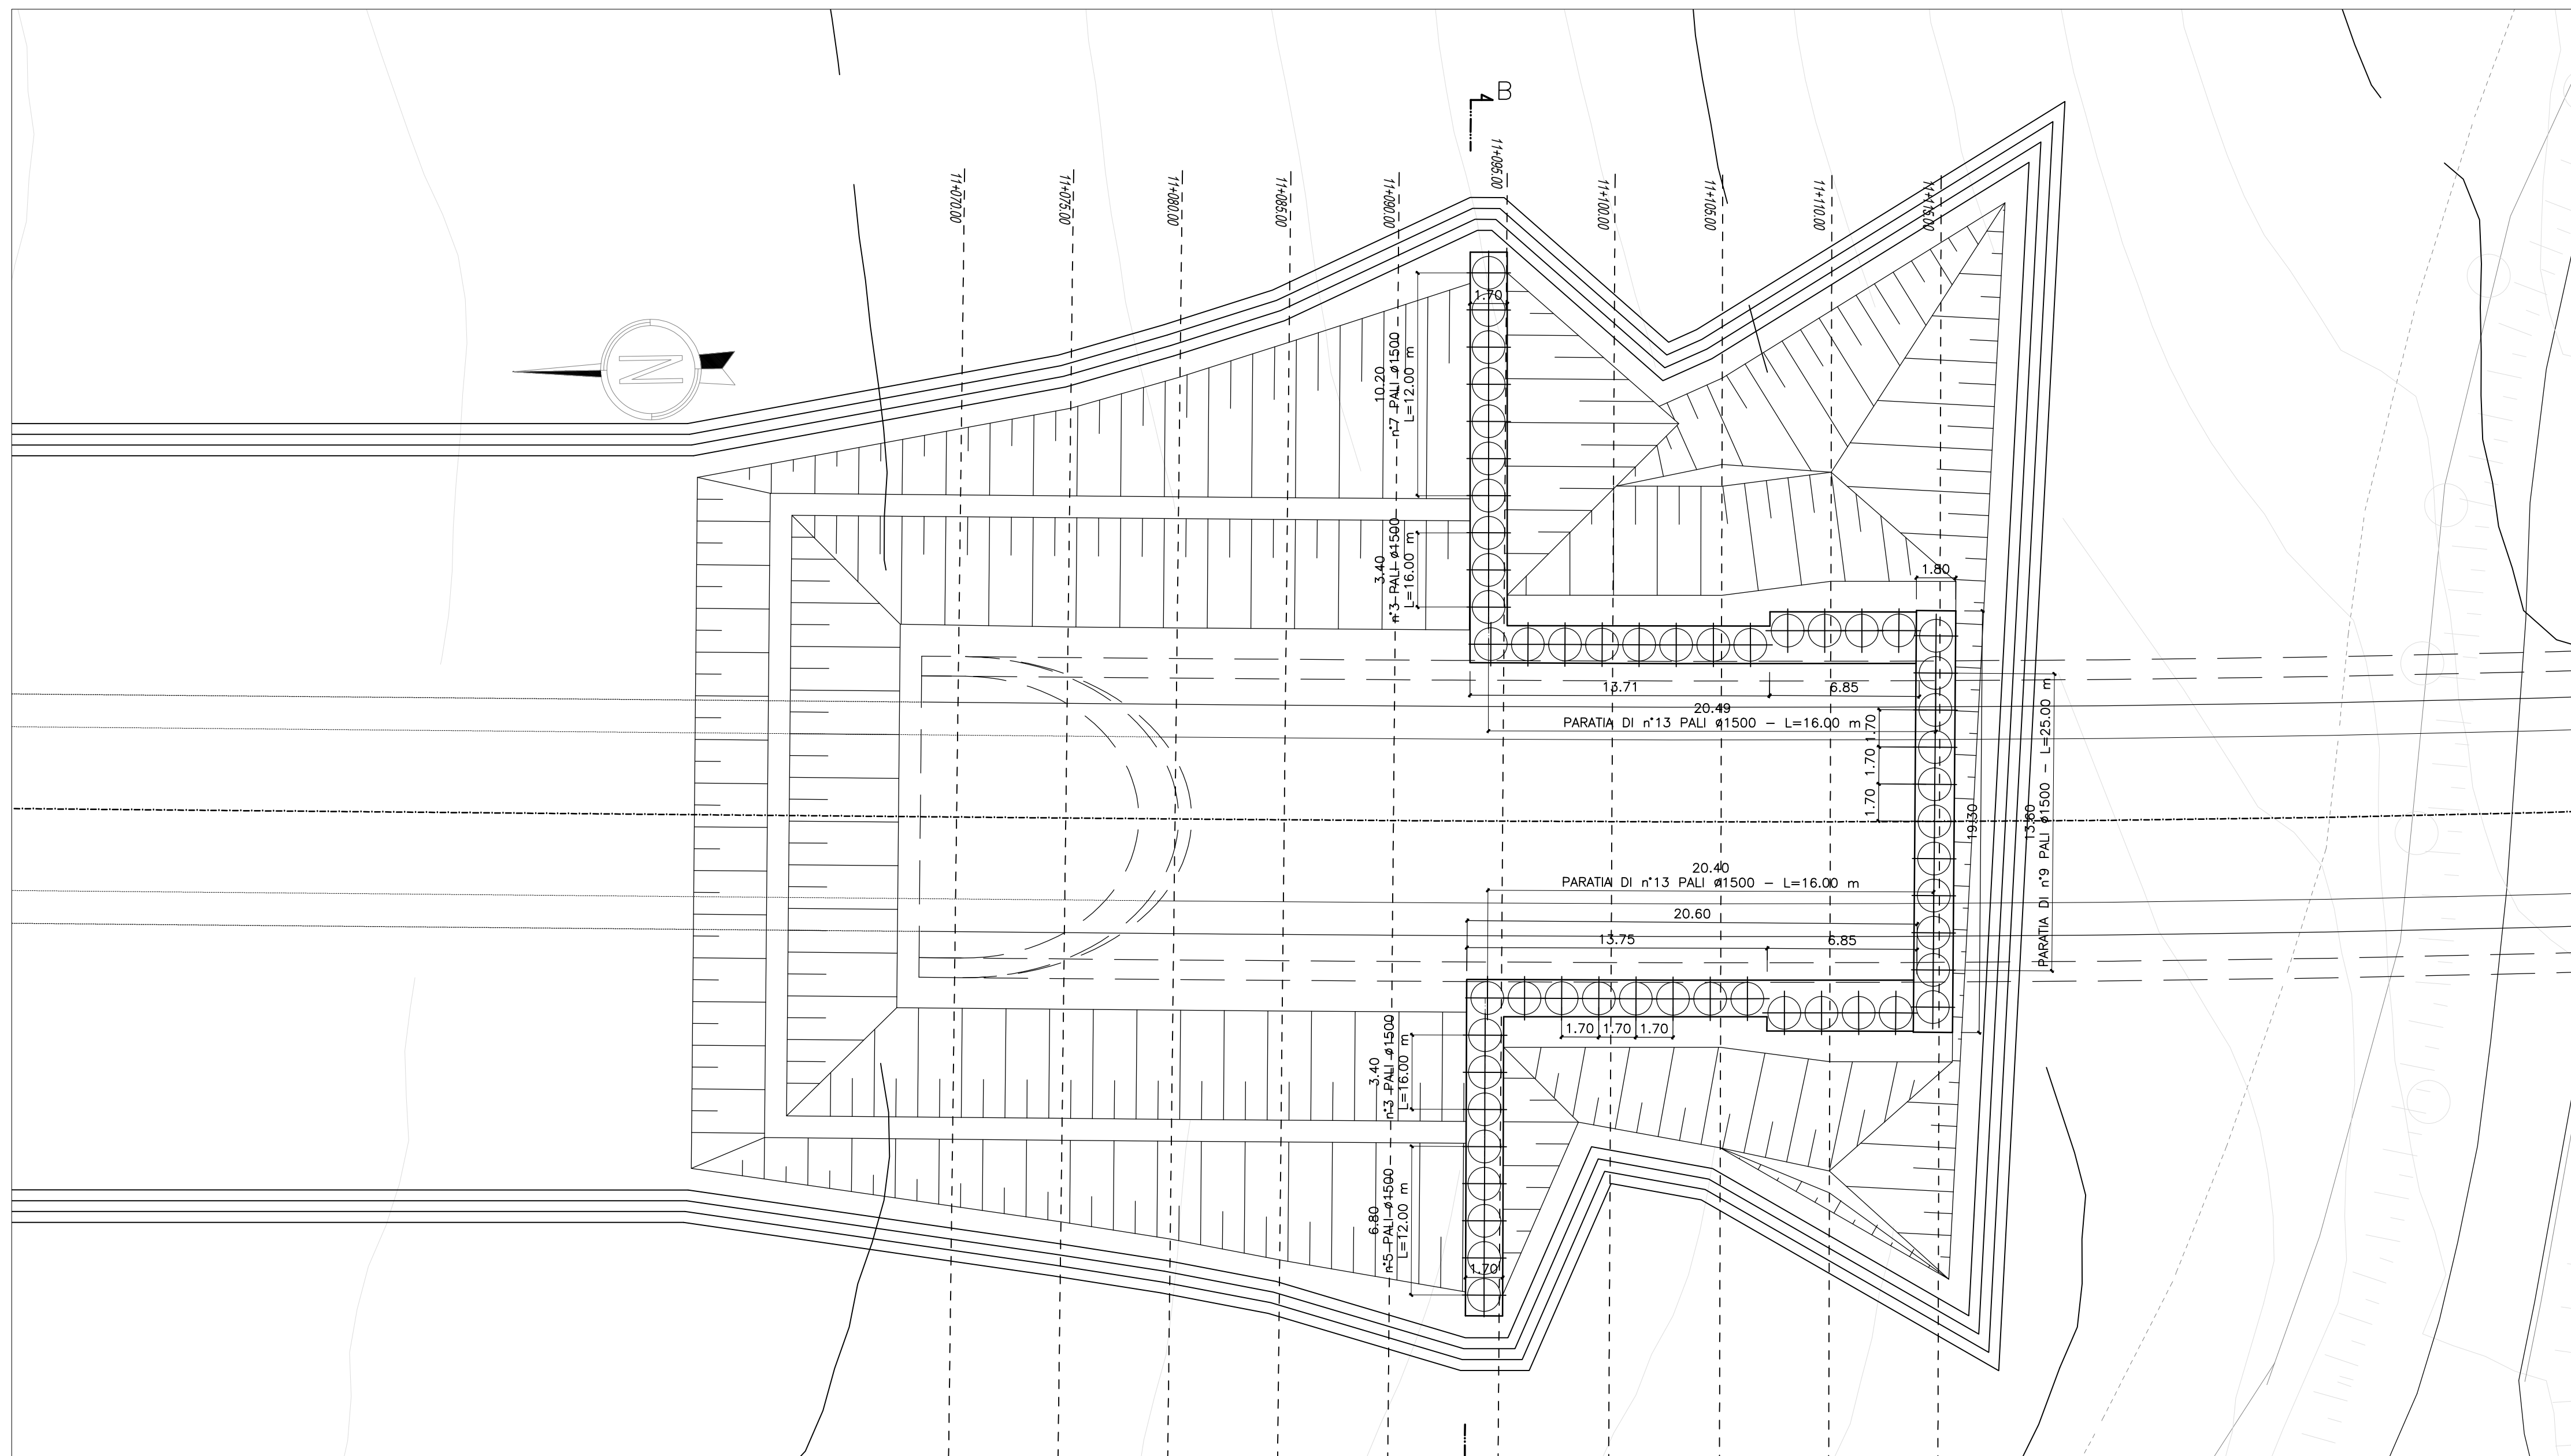 B
11+070.00
11+075.00
11+080.00
11+085.00
11+090.00
11+095.00
11+100.00
11+105.00
11+110.00
11+115.00
N
1.70
10.20
n°7 PALI ø1500
L=12.00 m
3.40
n°3 PALI ø1500
L=16.00 m
1.80
13.71
6.85
20.49
PARATIA DI n°13 PALI ø1500 - L=16.00 m
1.70
1.70
1.70
19.30
13.60
PARATIA DI n°9 PALI ø1500 - L=25.00 m
20.40
PARATIA DI n°13 PALI ø1500 - L=16.00 m
20.60
13.75
6.85
1.70
1.70
1.70
3.40
n°3 PALI ø1500
L=16.00 m
6.80
n°5 PALI ø1500
L=12.00 m
1.70